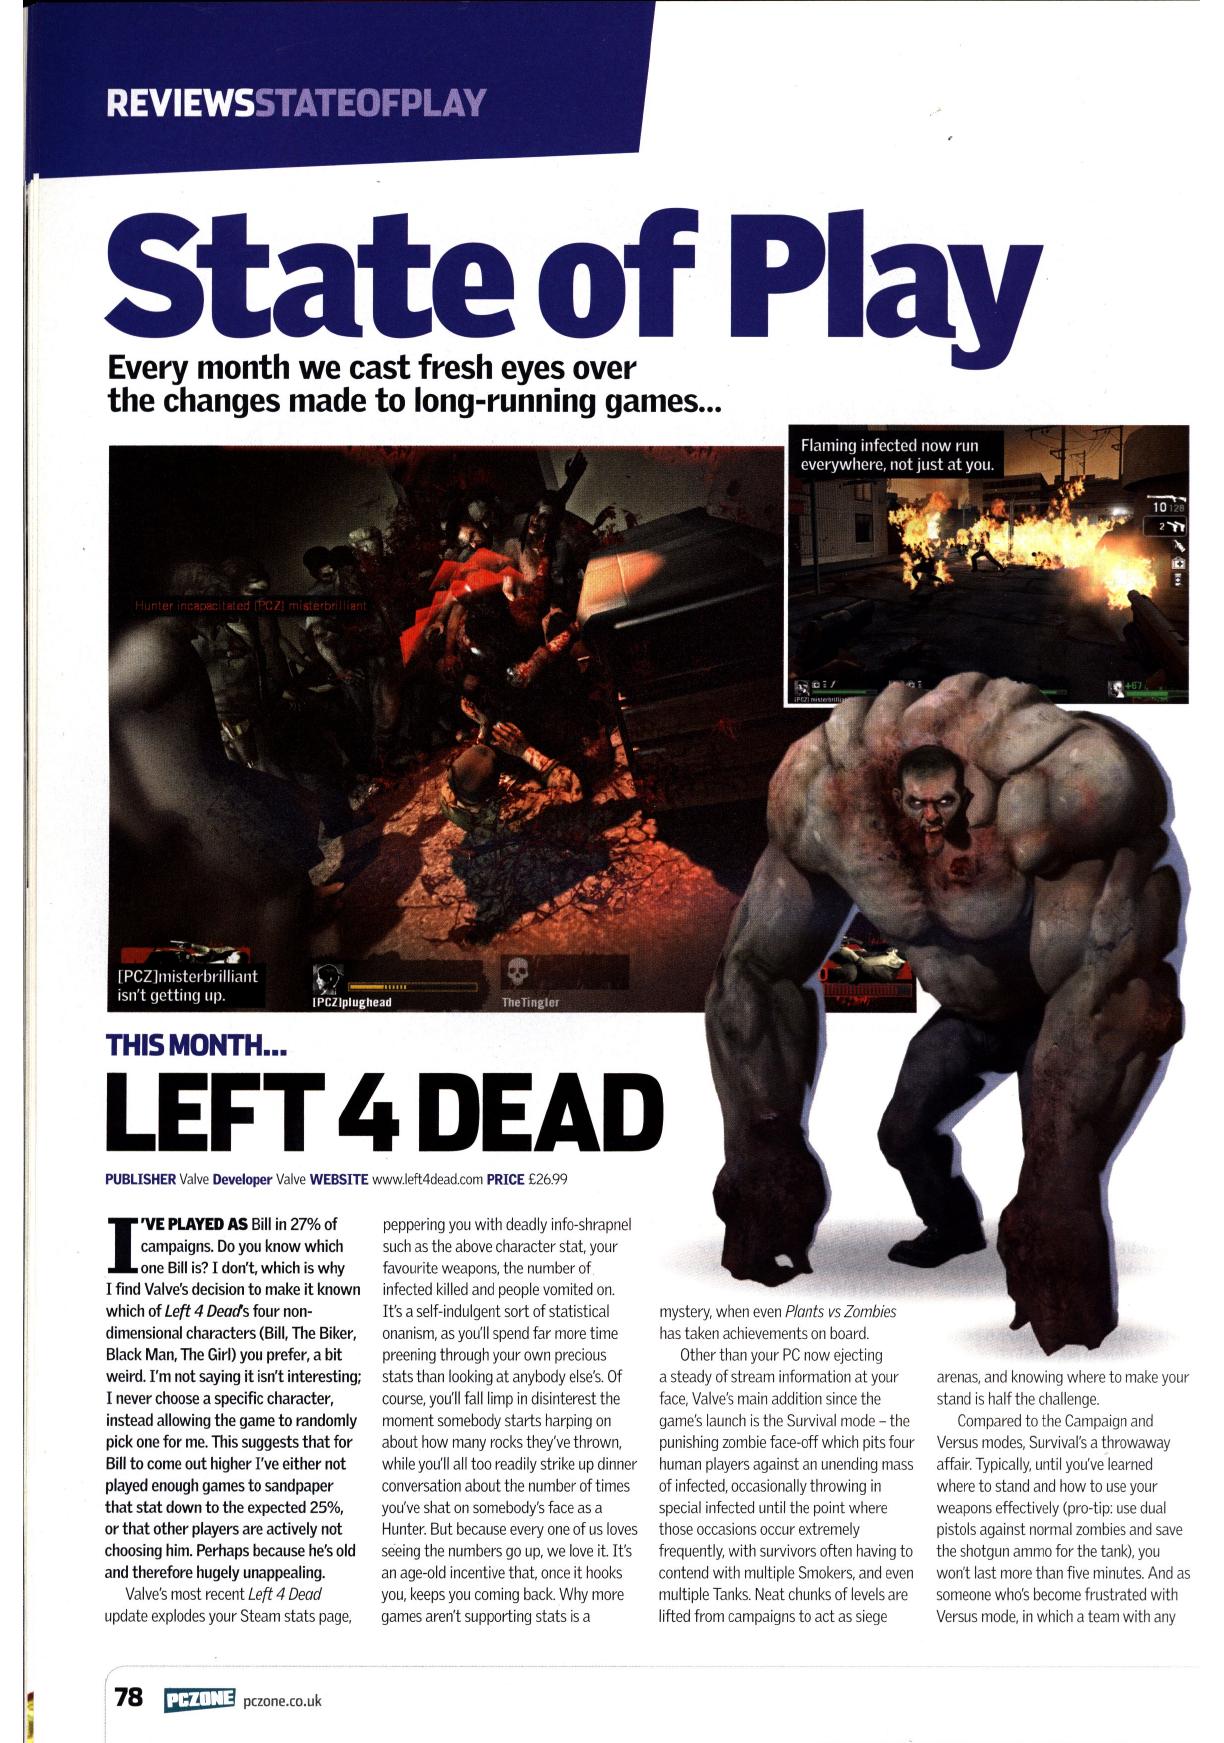 REVIEWSSTATEOFPLAY
State of Play
Every month we cast fresh eyes over
the changes made to long-running games...
Flaming infected now run
everywhere, not just at you.
10 128
2
+67
Hunter incapacitated [PCZ] misterbrilliant
[PCZ]misterbrilliant
isn't getting up.
[PCZ]plughead
TheTingler
THIS MONTH...
LEFT 4 DEAD
PUBLISHER Valve Developer Valve WEBSITE www.left4dead.com PRICE £26.99
I'VE PLAYED AS Bill in 27% of
campaigns. Do you know which
one Bill is? I don't, which is why
I find Valve's decision to make it known
which of Left 4 Dead's four non-
dimensional characters (Bill, The Biker,
Black Man, The Girl) you prefer, a bit
weird. I'm not saying it isn't interesting;
I never choose a specific character,
instead allowing the game to randomly
pick one for me. This suggests that for
Bill to come out higher I've either not
played enough games to sandpaper
that stat down to the expected 25%,
or that other players are actively not
choosing him. Perhaps because he's old
and therefore hugely unappealing.
Valve's most recent Left 4 Dead
update explodes your Steam stats page,
peppering you with deadly info-shrapnel
such as the above character stat, your
favourite weapons, the number of
infected killed and people vomited on.
It's a self-indulgent sort of statistical
onanism, as you'll spend far more time
preening through your own precious
stats than looking at anybody else's. Of
course, you'll fall limp in disinterest the
moment somebody starts harping on
about how many rocks they've thrown,
while you'll all too readily strike up dinner
conversation about the number of times
you've shat on somebody's face as a
Hunter. But because every one of us loves
seeing the numbers go up, we love it. It's
an age-old incentive that, once it hooks
you, keeps you coming back. Why more
games aren't supporting stats is a
mystery, when even Plants vs Zombies
has taken achievements on board.
Other than your PC now ejecting
a steady of stream information at your
face, Valve's main addition since the
game's launch is the Survival mode – the
punishing zombie face-off which pits four
human players against an unending mass
of infected, occasionally throwing in
special infected until the point where
those occasions occur extremely
frequently, with survivors often having to
contend with multiple Smokers, and even
multiple Tanks. Neat chunks of levels are
lifted from campaigns to act as siege
arenas, and knowing where to make your
stand is half the challenge.
Compared to the Campaign and
Versus modes, Survival's a throwaway
affair. Typically, until you've learned
where to stand and how to use your
weapons effectively (pro-tip: use dual
pistols against normal zombies and save
the shotgun ammo for the tank), you
won't last more than five minutes. And as
someone who's become frustrated with
Versus mode, in which a team with any
78 PCZONE pczone.co.uk